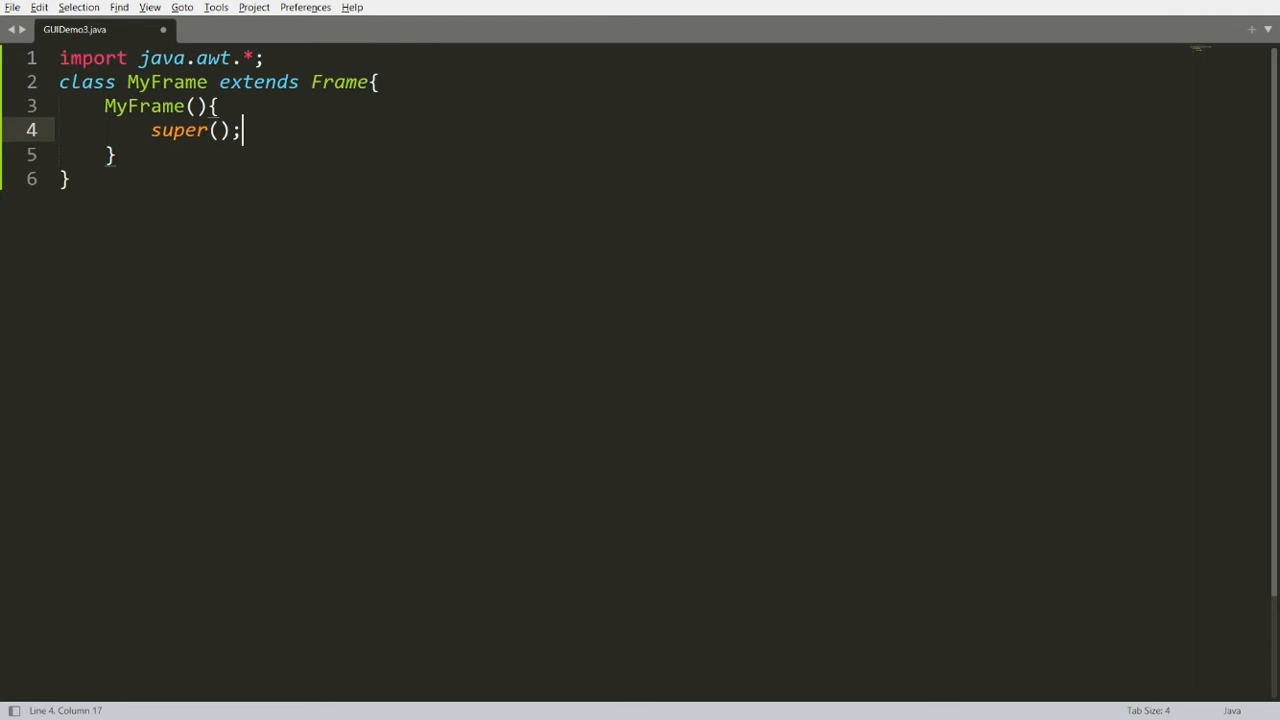 File Edit Selection Find View Goto Tools Project Preferences Help
GUIDemo3.java
1 import java.awt.*;
2 class MyFrame extends Frame{
3 MyFrame(){
4 super();
5 }
6 }
Line 4, Column 17 Tab Size: 4 Java